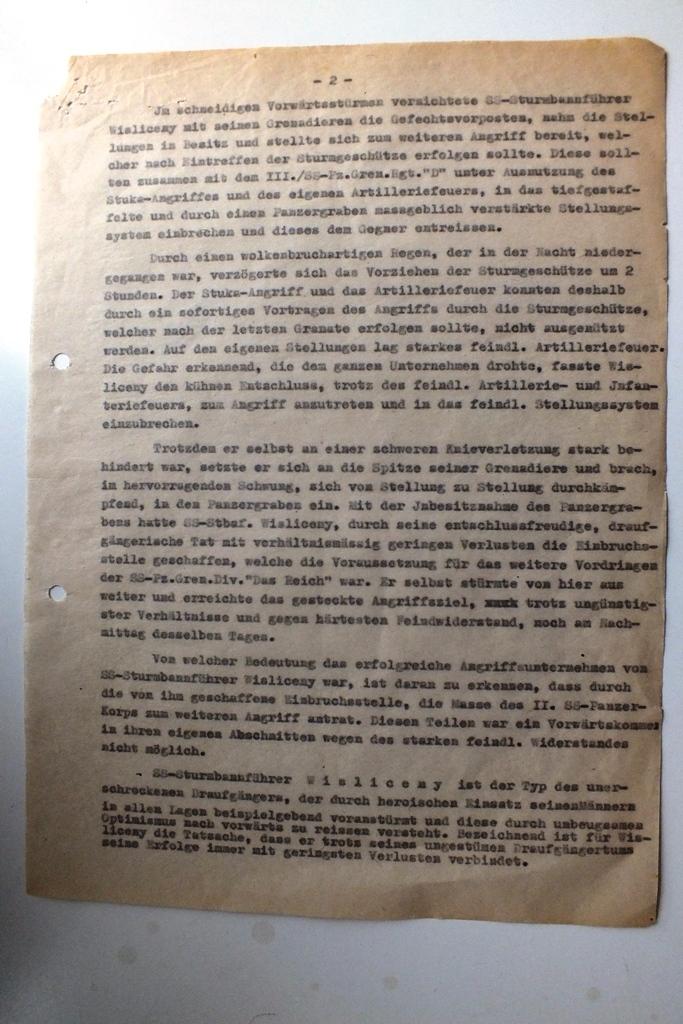 - 2 -
Jm schneidigen Vorwärtsstürmen vernichtete SS-Sturmbannführer
Wisliceny mit seinen Grenadieren die Gefechtsvorposten, nahm die Stel-
lungen in Besitz und stellte sich zum weiteren Angriff bereit, wel-
cher nach Eintreffen der Sturmgeschütze erfolgen sollte. Diese soll-
ten zusammen mit dem III./SS-Pz.Gren.Rgt."D" unter Ausnutzung des
Stuka-Angriffes und des eigenen Artilleriefeuers, in das tiefgestaf-
felte und durch einen Panzergraben massgeblich verstärkte Stellungs-
system einbrechen und dieses dem Gegner entreissen.
Durch einen wolkenbruchartigen Regen, der in der Nacht nieder-
gegangen war, verzögerte sich das Vorziehen der Sturmgeschütze um 2
Stunden. Der Stuka-Angriff und das Artilleriefeuer konnten deshalb
durch ein sofortiges Vortragen des Angriffs durch die Sturmgeschütze,
welcher nach der letzten Granate erfolgen sollte, nicht ausgenützt
werden. Auf den eigenen Stellungen lag starkes feindl. Artilleriefeuer.
Die Gefahr erkennend, die dem ganzen Unternehmen drohte, fasste Wis-
liceny den kühnen Entschluss, trotz des feindl. Artillerie- und Jnfan-
teriefeuers, zum Angriff anzutreten und in das feindl. Stellungssystem
einzubrechen.
Trotzdem er selbst an einer schweren Knieverletzung stark be-
hindert war, setzte er sich an die Spitze seiner Grenadiere und brach,
in hervorragenden Schwung, sich von Stellung zu Stellung durchkäm-
pfend, in den Panzergraben ein. Mit der Jnbesitznahme des Panzergra-
bens hatte SS-Stbaf. Wisliceny, durch seine entschlussfreudige, drauf-
gängerische Tat mit verhältnismässig geringen Verlusten die Einbruchs-
stelle geschaffen, welche die Voraussetzung für das weitere Vordringen
der SS-Pz.Gren.Div."Das Reich" war. Er selbst stürmte von hier aus
weiter und erreichte das gesteckte Angriffsziel, trotz ungünstig-
ster Verhältnisse und gegen härtesten Feindwiderstand, noch am Nach-
mittag desselben Tages.
Von welcher Bedeutung das erfolgreiche Angriffsunternehmen von
SS-Sturmbannführer Wisliceny war, ist daran zu erkennen, dass durch
die von ihm geschaffene Einbruchsstelle, die Masse des II. SS-Panzer-
Korps zum weiteren Angriff antrat. Diesen Teilen war ein Vorwärtskommen
in ihren eigenen Abschnitten wegen des starken feindl. Widerstandes
nicht möglich.
SS-Sturmbannführer W i s l i c e n y ist der Typ des uner-
schrockenen Draufgängers, der durch heroischen Einsatz seinenMännern
in allen Lagen beispielgebend voranstürmt und diese durch unbeugsamen
Optimismus nach vorwärts zu reissen versteht. Bezeichnend ist für Wis-
liceny die Tatsache, dass er trotz seines ungestümen Draufgängertums
seine Erfolge immer mit geringsten Verlusten verbindet.